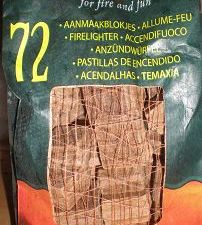 for fire and fun
72
• AANMAAKBLOKJES • ALLUME-FEU
• FIRELIGHTER • ACCENDIFUOCO
• ANZÜNDWÜRFEL
• PASTILLAS DE ENCENDIDO
• ACENDALHAS • TEMAXIA